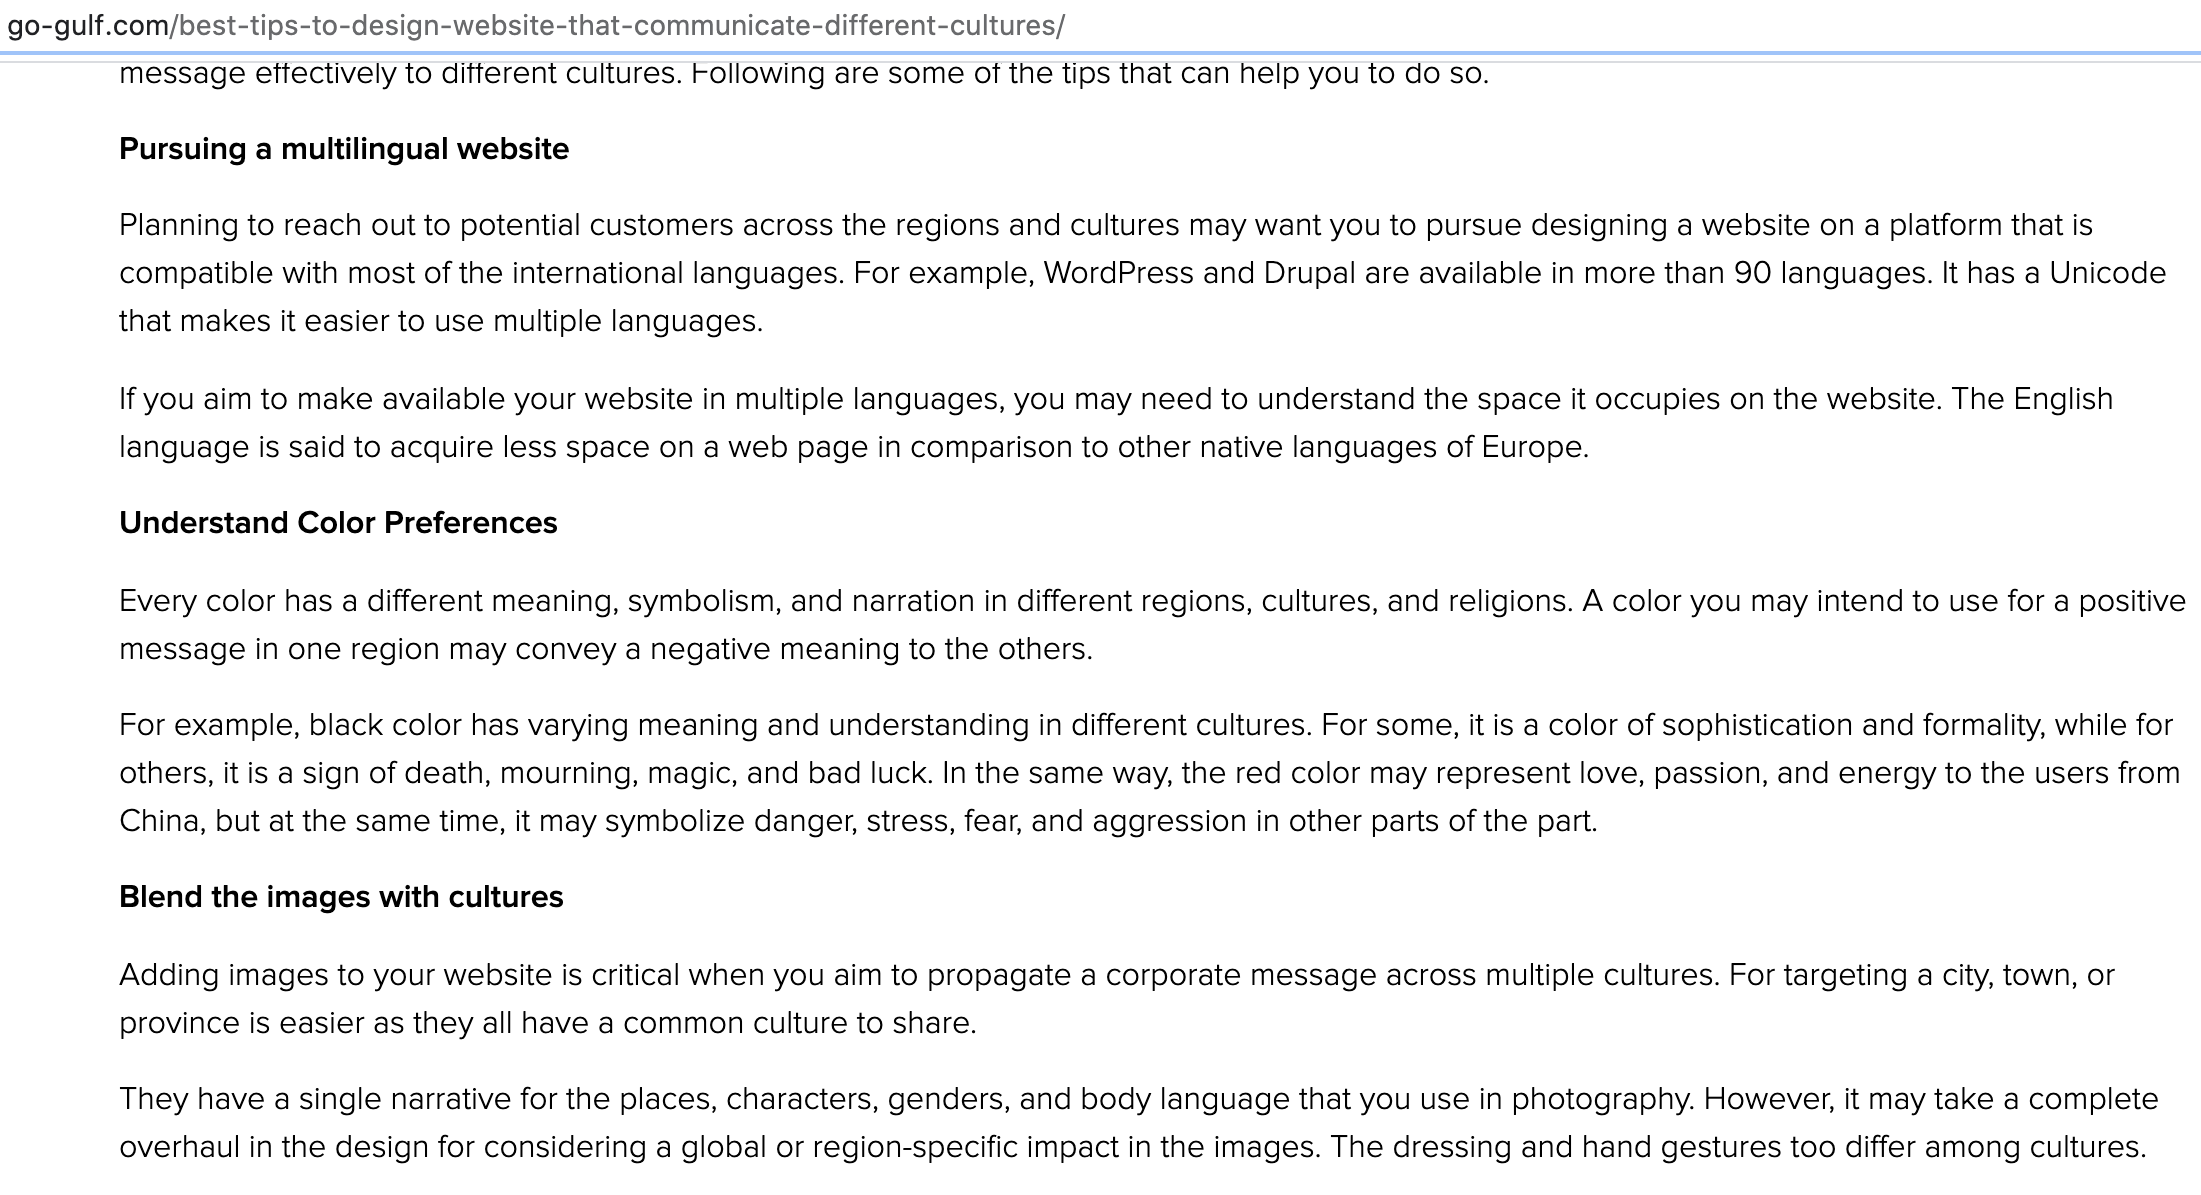 go-gulf.com/best-tips-to-design-website-that-communicate-different-cultures/
message effectively to different cultures. Following are some of the tips that can help you to do so.
Pursuing a multilingual website
Planning to reach out to potential customers across the regions and cultures may want you to pursue designing a website on a platform that is
compatible with most of the international languages. For example, WordPress and Drupal are available in more than 90 languages. It has a Unicode
that makes it easier to use multiple languages.
If you aim to make available your website in multiple languages, you may need to understand the space it occupies on the website. The English
language is said to acquire less space on a web page in comparison to other native languages of Europe.
Understand Color Preferences
Every color has a different meaning, symbolism, and narration in different regions, cultures, and religions. A color you may intend to use for a positive
message in one region may convey a negative meaning to the others.
For example, black color has varying meaning and understanding in different cultures. For some, it is a color of sophistication and formality, while for
others, it is a sign of death, mourning, magic, and bad luck. In the same way, the red color may represent love, passion, and energy to the users from
China, but at the same time, it may symbolize danger, stress, fear, and aggression in other parts of the part.
Blend the images with cultures
Adding images to your website is critical when you aim to propagate a corporate message across multiple cultures. For targeting a city, town, or
province is easier as they all have a common culture to share.
They have a single narrative for the places, characters, genders, and body language that you use in photography. However, it may take a complete
overhaul in the design for considering a global or region-specific impact in the images. The dressing and hand gestures too differ among cultures.